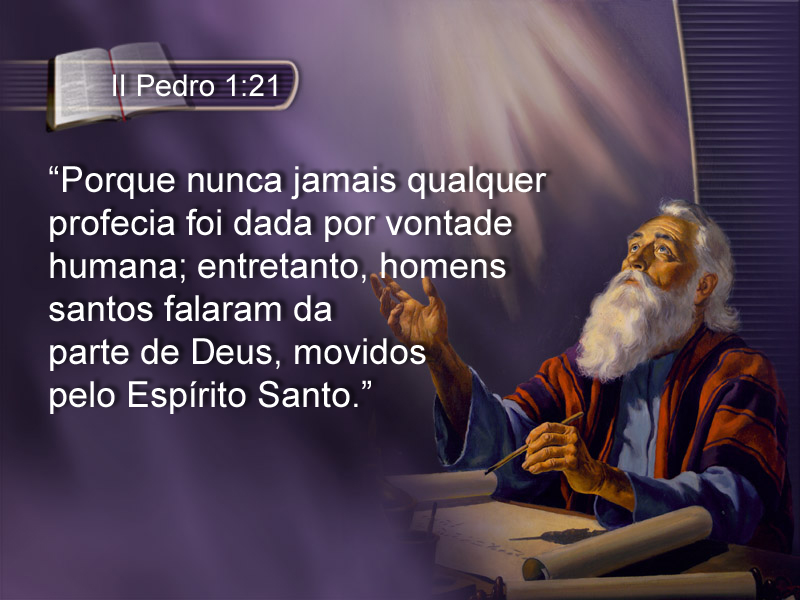 II Pedro 1:21
“Porque nunca jamais qualquer
profecia foi dada por vontade
humana; entretanto, homens
santos falaram da
parte de Deus, movidos
pelo Espírito Santo.”